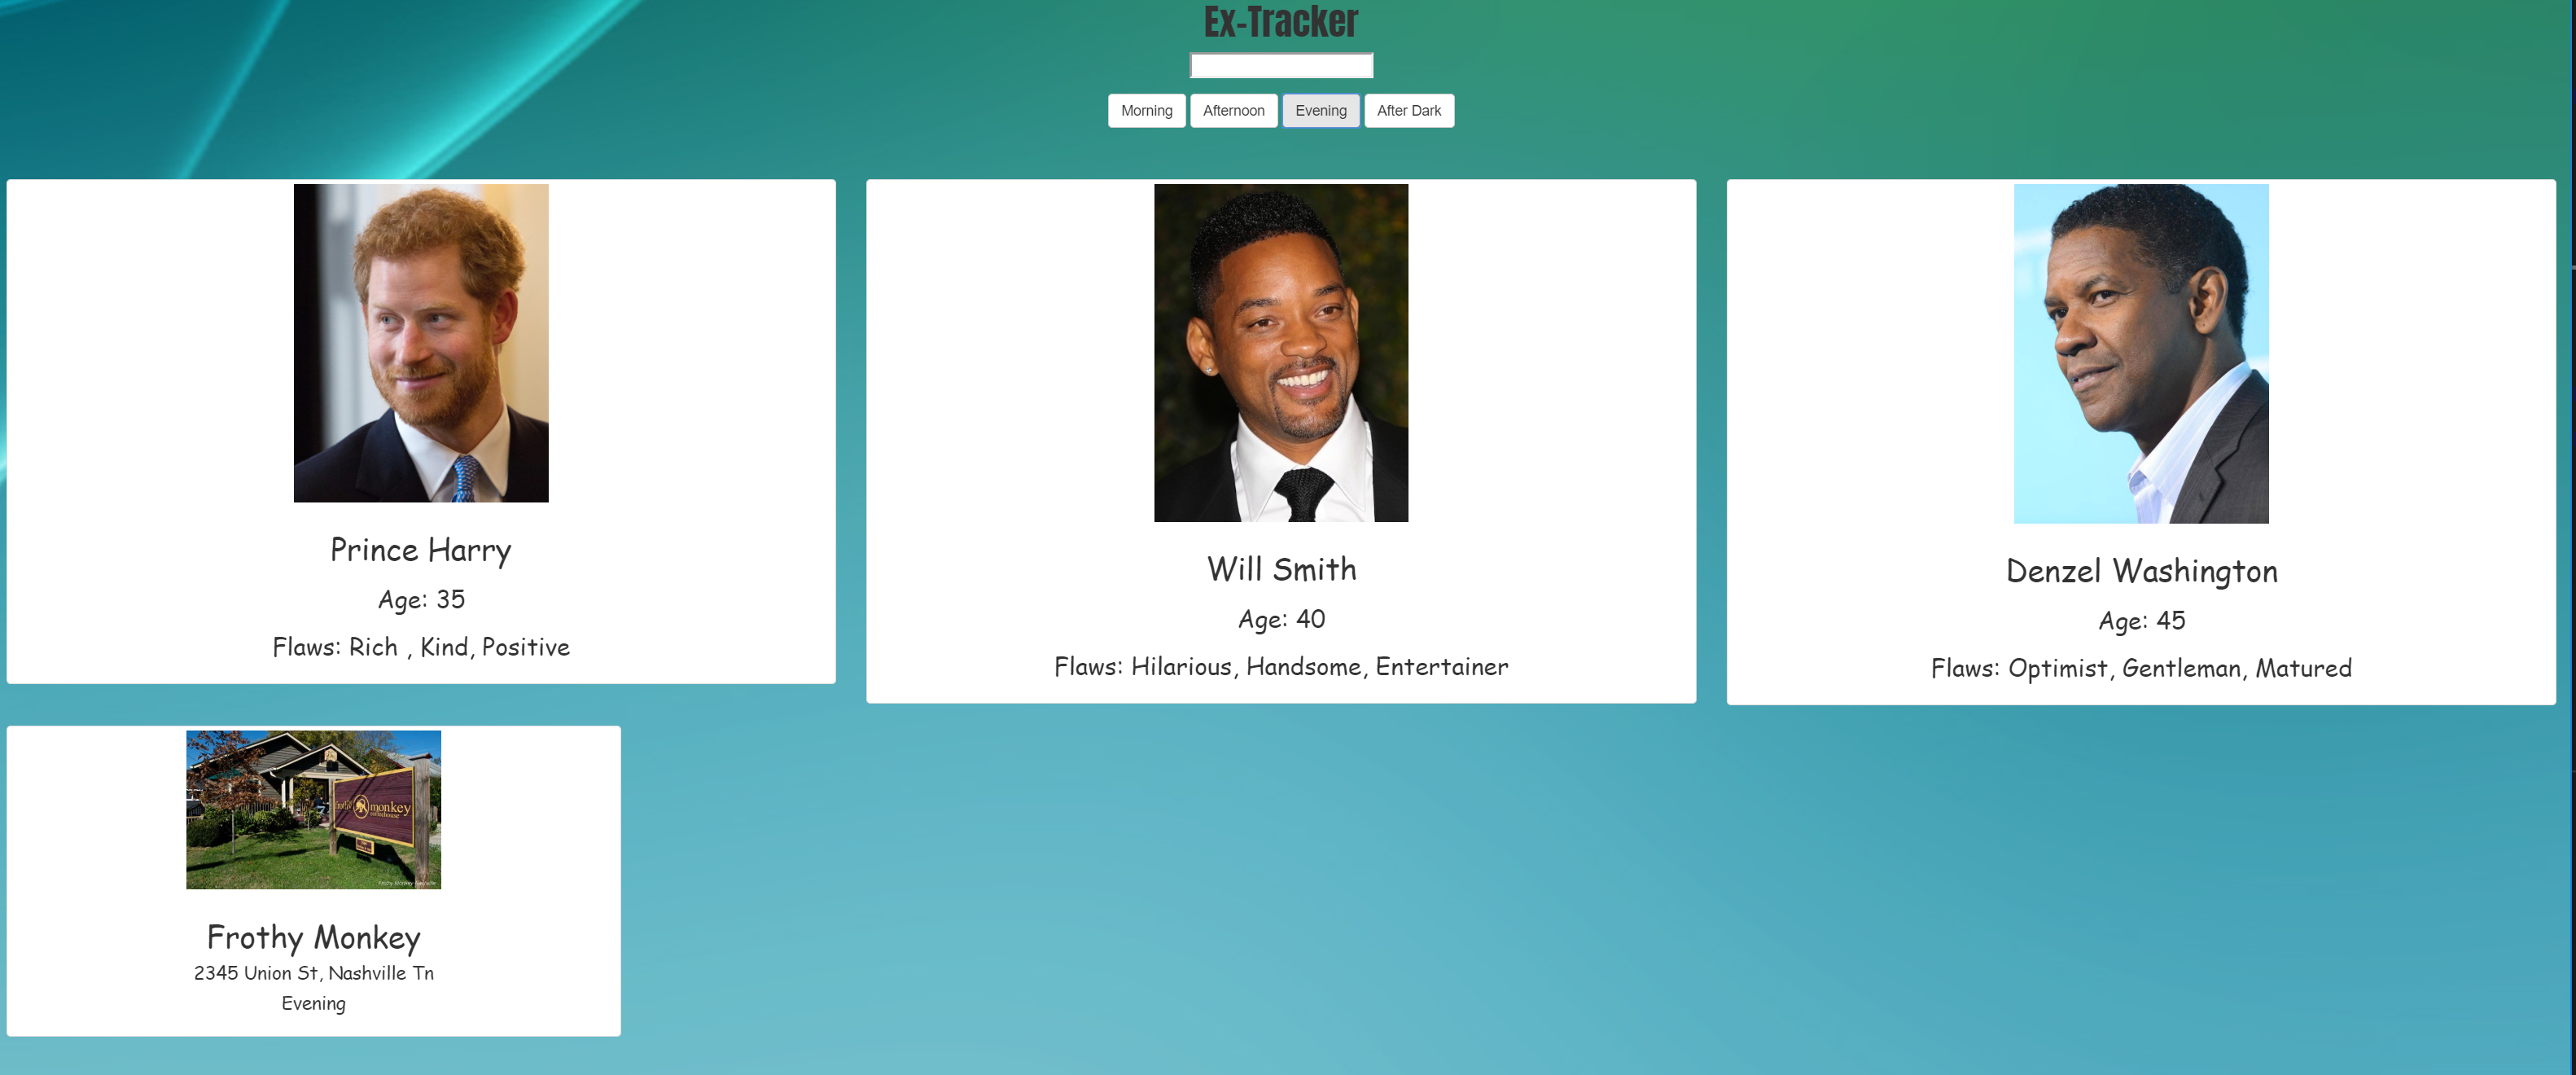 Ex-Tracker
Morning
Afternoon
Evening
After Dark
Prince Harry
Age: 35
Flaws: Rich , Kind, Positive
Will Smith
Age: 40
Flaws: Hilarious, Handsome, Entertainer
Denzel Washington
Age: 45
Flaws: Optimist, Gentleman, Matured
frothy monkey
coffeehouse
Frothy Monkey
2345 Union St, Nashville Tn
Evening